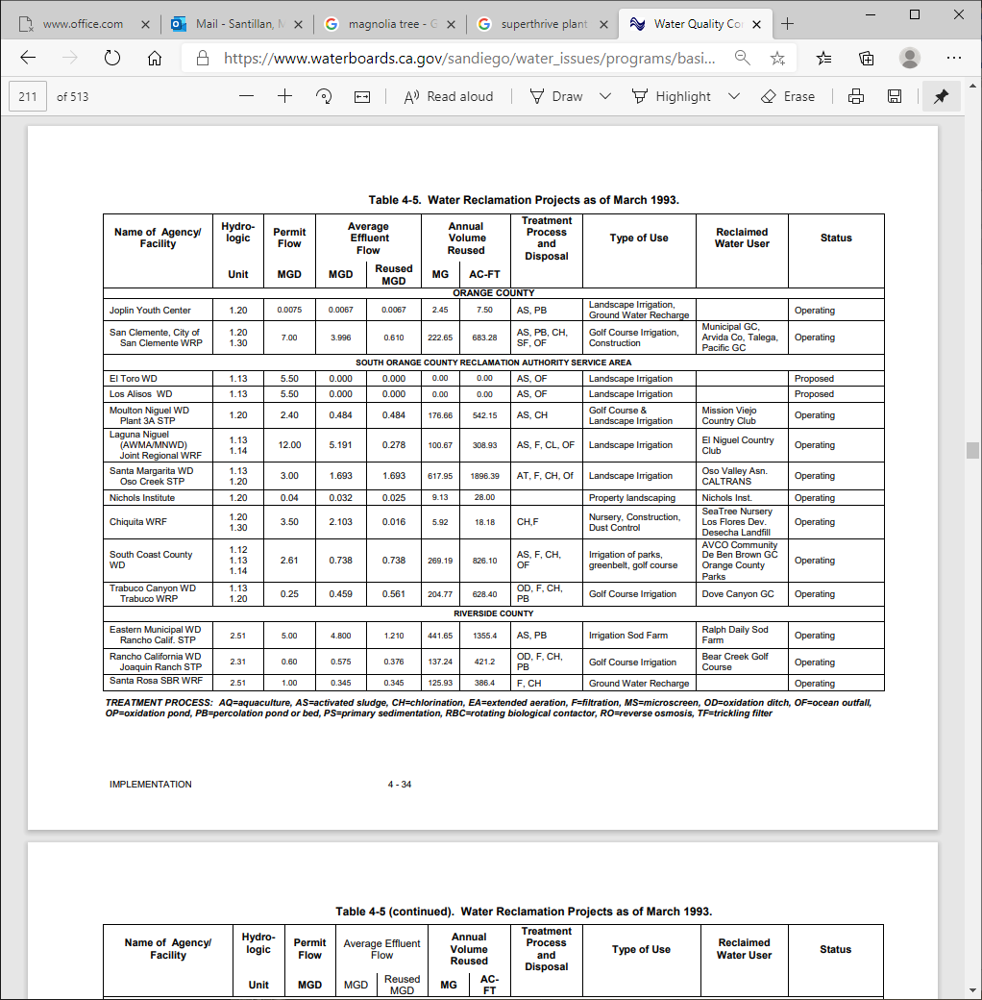 www.office.com
Mail - Santillan, M
magnolia tree - G
superthrive plant
Water Quality Co
https://www.waterboards.ca.gov/sandiego/water_issues/programs/basi...
211 of 513
Read aloud
Draw
Highlight
Erase
Table 4-5. Water Reclamation Projects as of March 1993.
Name of Agency/ Facility | Hydro-logic Unit | Permit Flow MGD | Average Effluent Flow MGD | Reused MGD | Annual Volume Reused MG | AC-FT | Treatment Process and Disposal | Type of Use | Reclaimed Water User | Status
ORANGE COUNTY
Joplin Youth Center 1.20 0.0075 0.0067 0.0067 2.45 7.50 AS, PB Landscape Irrigation, Ground Water Recharge Operating
San Clemente, City of San Clemente WRP 1.20 1.30 7.00 3.996 0.610 222.65 683.28 AS, PB, CH, SF, OF Golf Course Irrigation, Construction Municipal GC, Arvida Co, Talega, Pacific GC Operating
SOUTH ORANGE COUNTY RECLAMATION AUTHORITY SERVICE AREA
El Toro WD 1.13 5.50 0.000 0.000 0.00 0.00 AS, OF Landscape Irrigation Proposed
Los Alisos WD 1.13 5.50 0.000 0.000 0.00 0.00 AS, OF Landscape Irrigation Proposed
Moulton Niguel WD Plant 3A STP 1.20 2.40 0.484 0.484 176.66 542.15 AS, CH Golf Course & Landscape Irrigation Mission Viejo Country Club Operating
Laguna Niguel (AWMA/MNWD) Joint Regional WRF 1.13 1.14 12.00 5.191 0.278 100.67 308.93 AS, F, CL, OF Landscape Irrigation El Niguel Country Club Operating
Santa Margarita WD Oso Creek STP 1.13 1.20 3.00 1.693 1.693 617.95 1896.39 AT, F, CH, Of Landscape Irrigation Oso Valley Asn. CALTRANS Operating
Nichols Institute 1.20 0.04 0.032 0.025 9.13 28.00 Property landscaping Nichols Inst. Operating
Chiquita WRF 1.20 1.30 3.50 2.103 0.016 5.92 18.18 CH,F Nursery, Construction, Dust Control SeaTree Nursery Los Flores Dev. Desecha Landfill Operating
South Coast County WD 1.12 1.13 1.14 2.61 0.738 0.738 269.19 826.10 AS, F, CH, OF Irrigation of parks, greenbelt, golf course AVCO Community De Ben Brown GC Orange County Parks Operating
Trabuco Canyon WD Trabuco WRP 1.13 1.20 0.25 0.459 0.561 204.77 628.40 OD, F, CH, PB Golf Course Irrigation Dove Canyon GC Operating
RIVERSIDE COUNTY
Eastern Municipal WD Rancho Calif. STP 2.51 5.00 4.800 1.210 441.65 1355.4 AS, PB Irrigation Sod Farm Ralph Daily Sod Farm Operating
Rancho California WD Joaquin Ranch STP 2.31 0.60 0.575 0.376 137.24 421.2 OD, F, CH, PB Golf Course Irrigation Bear Creek Golf Course Operating
Santa Rosa SBR WRF 2.51 1.00 0.345 0.345 125.93 386.4 F, CH Ground Water Recharge Operating
TREATMENT PROCESS: AQ=aquaculture, AS=activated sludge, CH=chlorination, EA=extended aeration, F=filtration, MS=microscreen, OD=oxidation ditch, OF=ocean outfall,
OP=oxidation pond, PB=percolation pond or bed, PS=primary sedimentation, RBC=rotating biological contactor, RO=reverse osmosis, TF=trickling filter
IMPLEMENTATION 4 - 34
Table 4-5 (continued). Water Reclamation Projects as of March 1993.
Name of Agency/ Facility | Hydro-logic Unit | Permit Flow MGD | Average Effluent Flow MGD | Reused MGD | Annual Volume Reused MG | AC-FT | Treatment Process and Disposal | Type of Use | Reclaimed Water User | Status